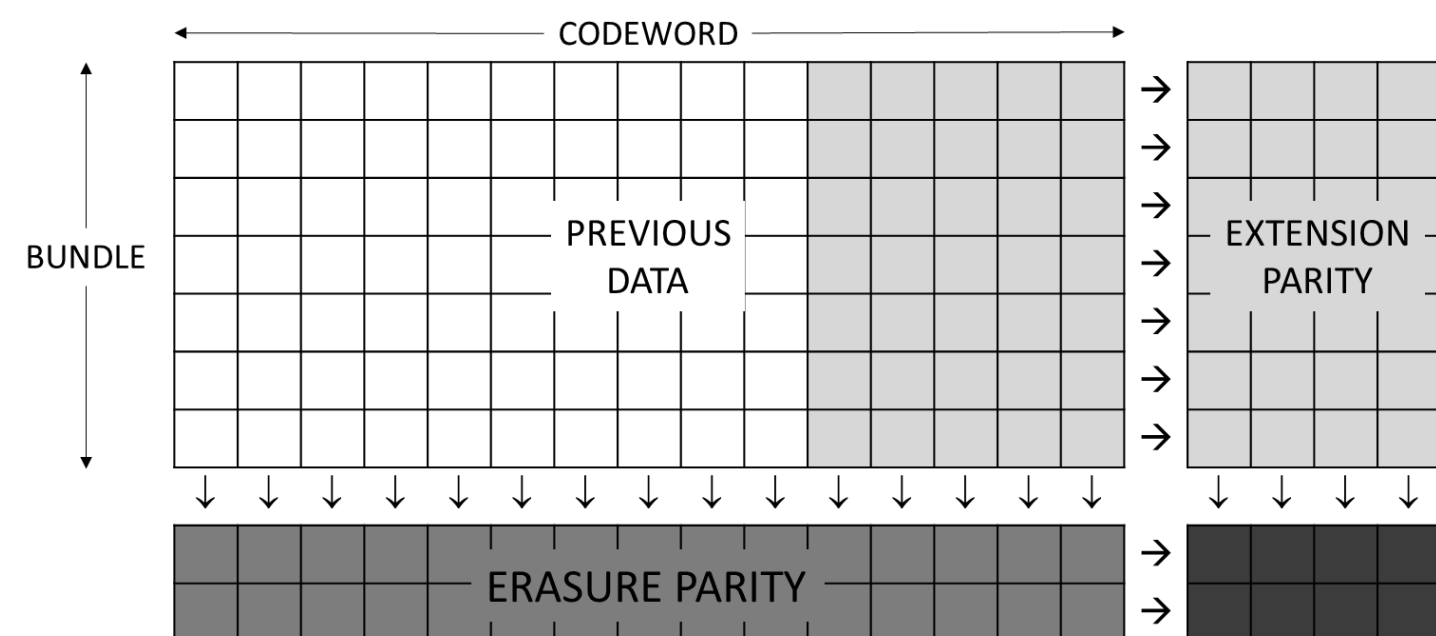 CODEWORD
BUNDLE
PREVIOUS
DATA
EXTENSION
PARITY
ERASURE PARITY